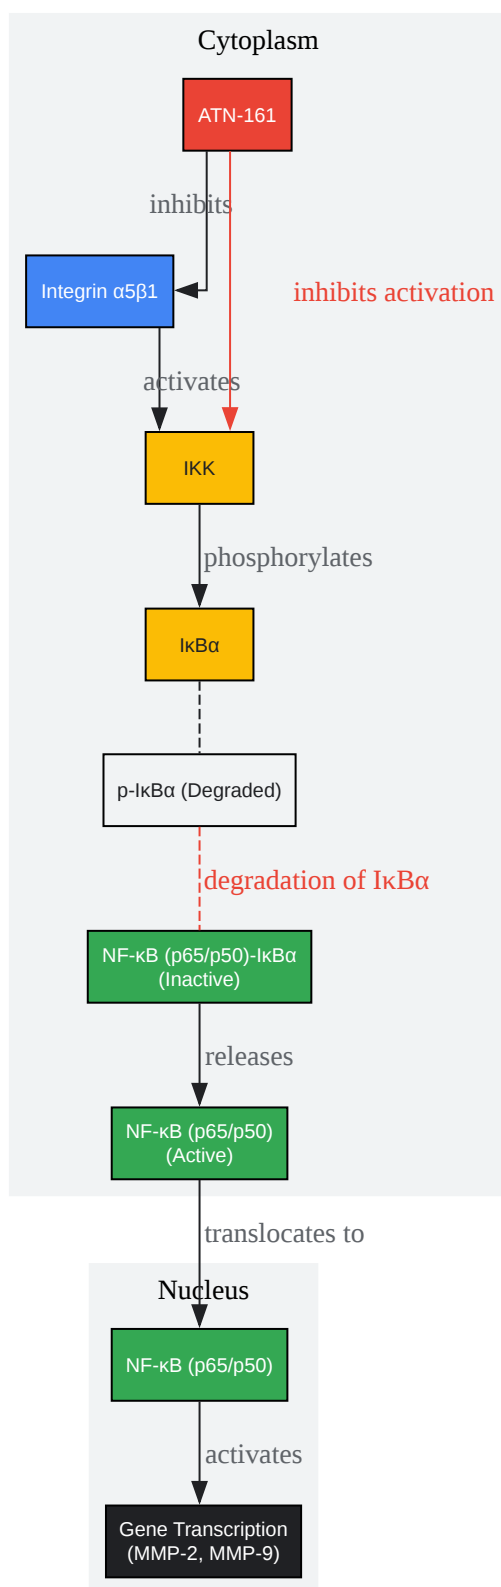 Cytoplasm
ATN-161
inhibits
Integrin α5β1
inhibits activation
activates
IKK
phosphorylates
IκBα
p-IκBα (Degraded)
degradation of IκBα
NF-κB (p65/p50)-IκBα
(Inactive)
releases
NF-κB (p65/p50)
(Active)
translocates to
Nucleus
NF-κB (p65/p50)
activates
Gene Transcription
(MMP-2, MMP-9)